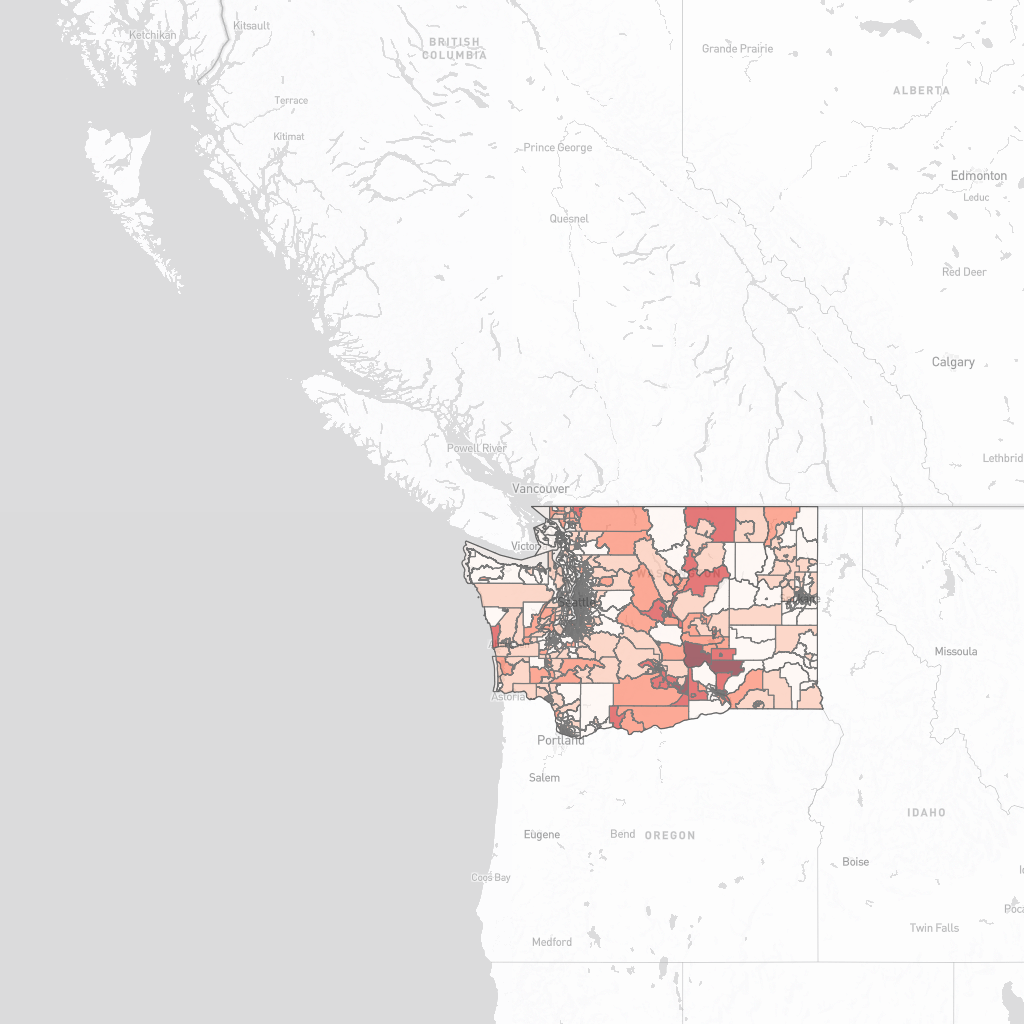 Kitsault
Ketchikan
BRITISH
COLUMBIA
Grande Prairie
ALBERTA
Terrace
Kitimat
Prince George
Edmonton
Leduc
Quesnel
Red Deer
Calgary
Powell River
Lethbrid
Vancouver
Victor
Seattle
Missoula
Astoria
Portland
Salem
IDAHO
Eugene
Bend
OREGON
Boise
Coos Bay
Poca
Twin Falls
Medford